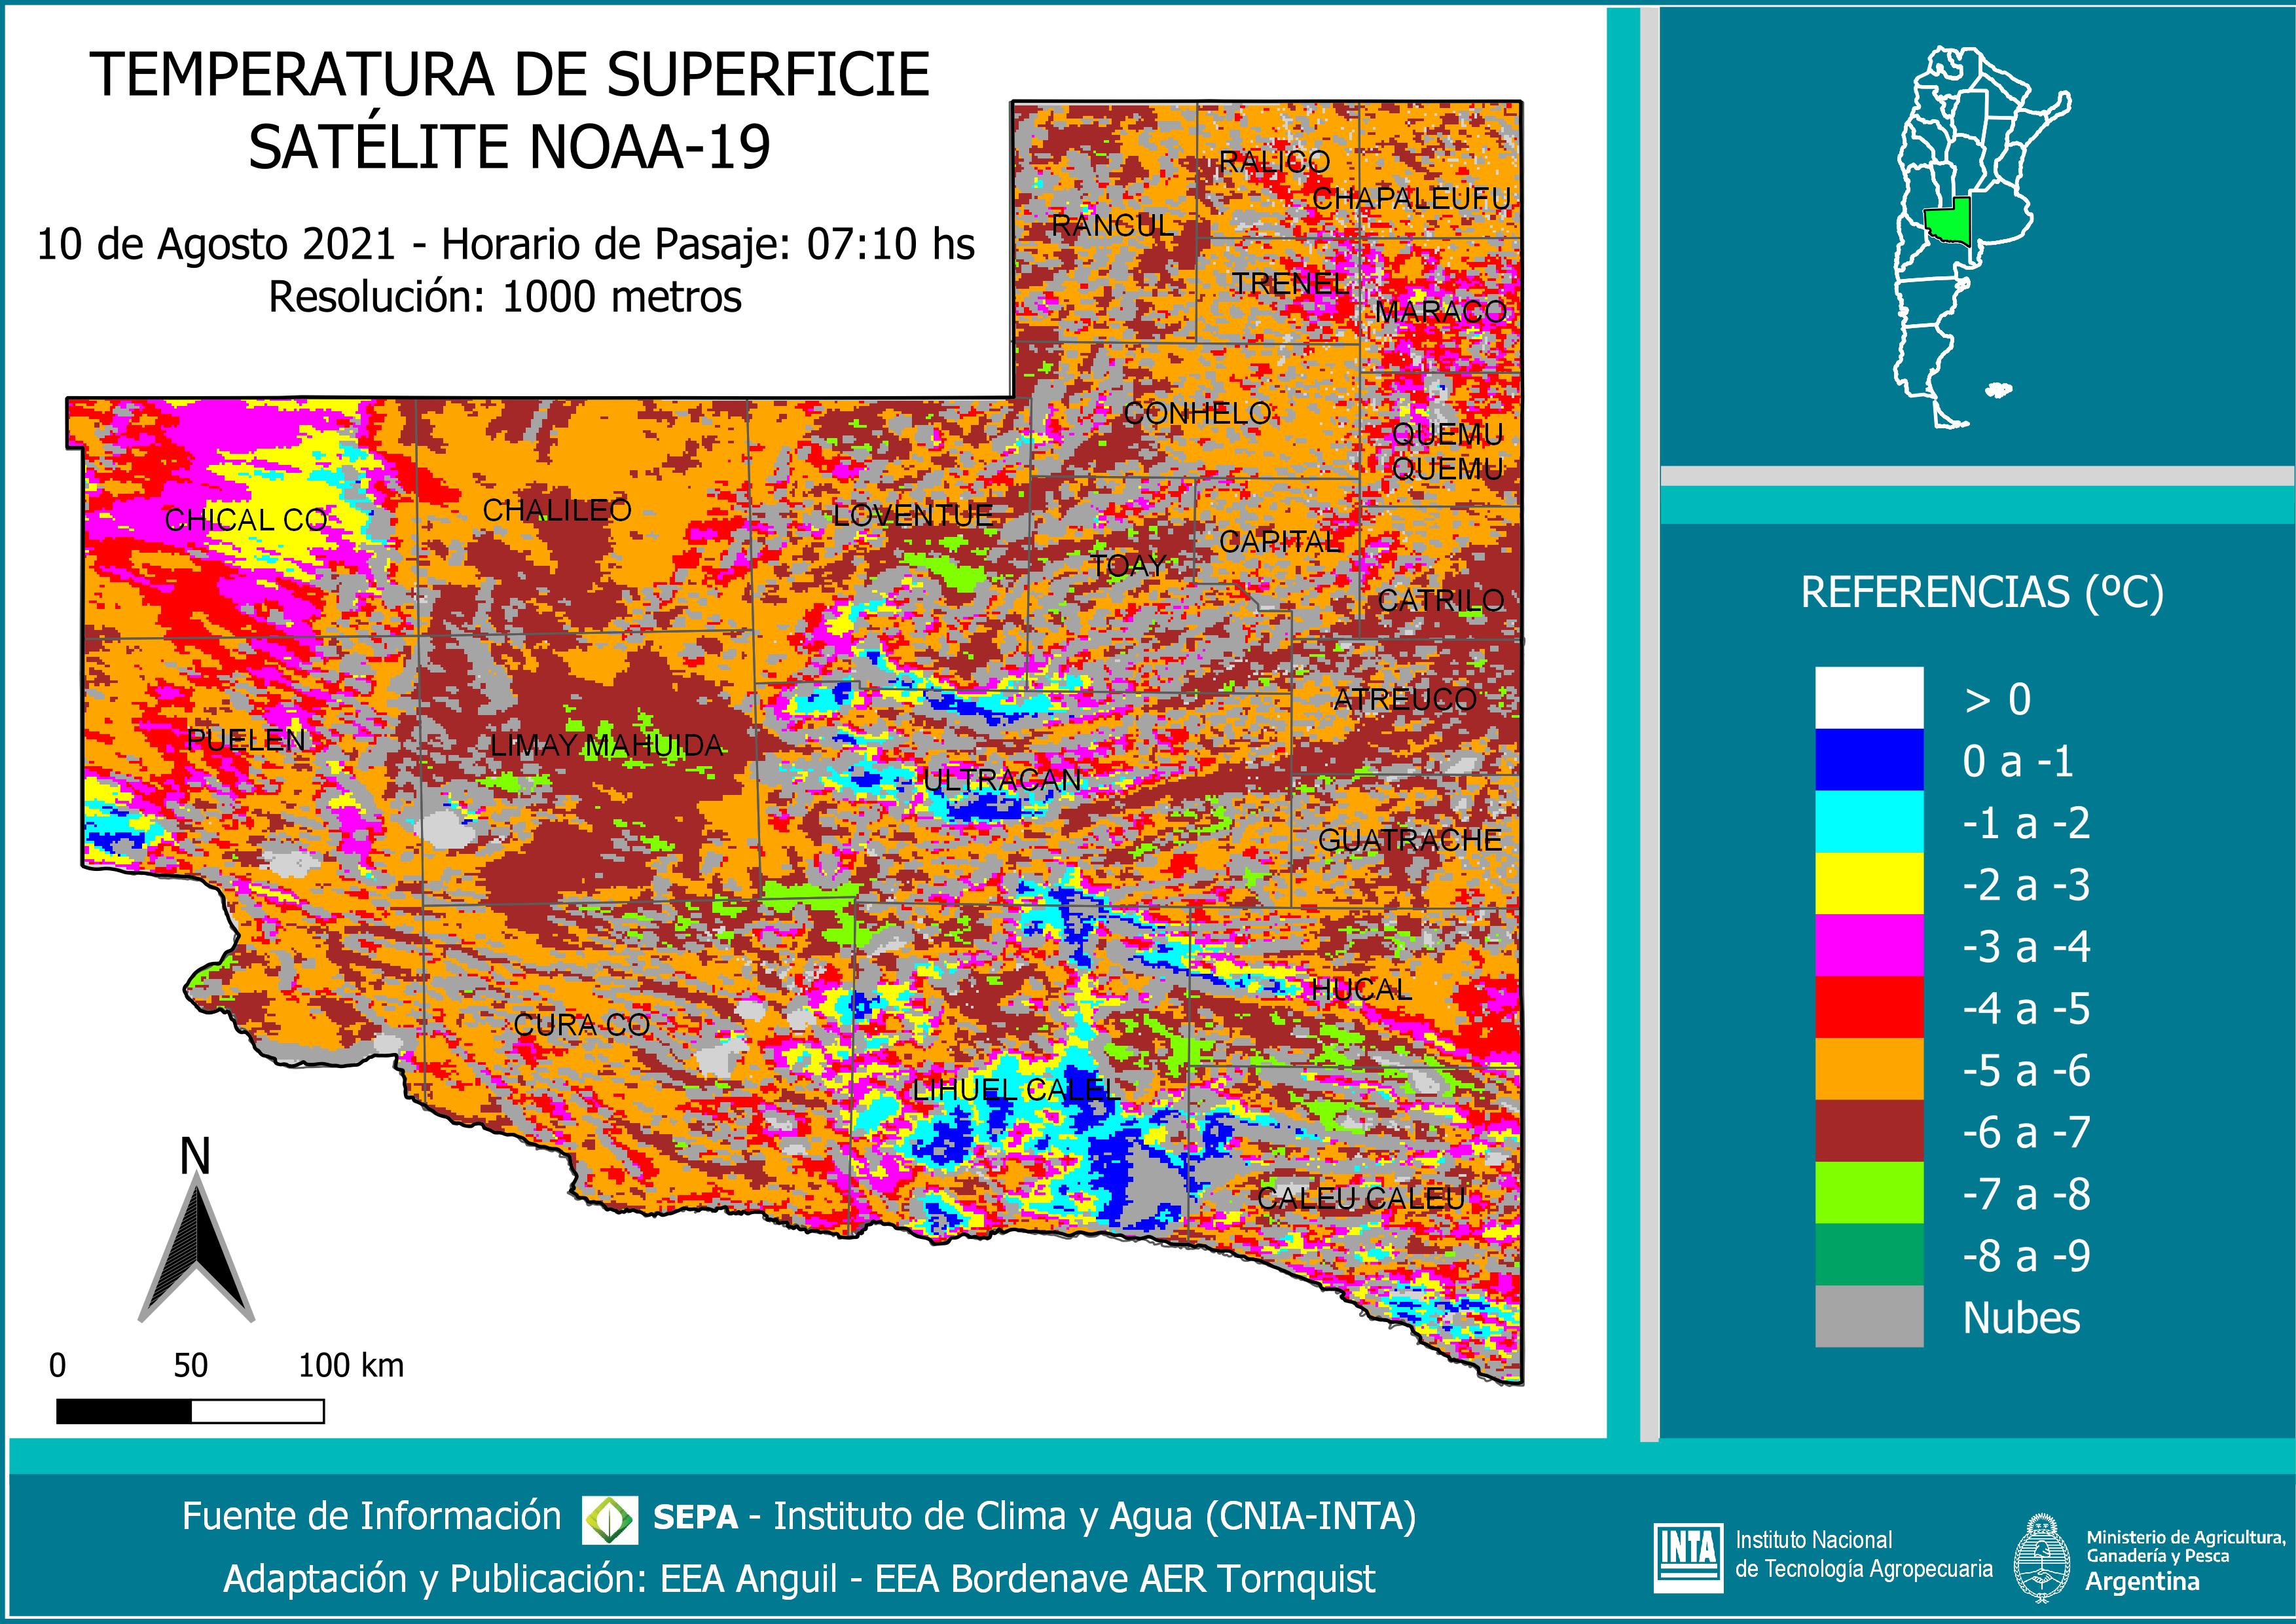 TEMPERATURA DE SUPERFICIE
SATÉLITE NOAA-19
10 de Agosto 2021 - Horario de Pasaje: 07:10 hs
Resolución: 1000 metros
RALICO
CHAPALEUFU
RANCUL
TRENEL
MARACO
CONHELO
QUEMU
QUEMU
CHICAL CO
CHALILEO
LOVENTUE
CAPITAL
TOAY
CATRILO
ATREUCO
PUELEN
LIMAY MAHUIDA
ULTRACAN
GUATRACHE
HUCAL
CURA CO
LIHUEL CALEL
CALEU CALEU
N
0 50 100 km
REFERENCIAS (ºC)
> 0
0 a -1
-1 a -2
-2 a -3
-3 a -4
-4 a -5
-5 a -6
-6 a -7
-7 a -8
-8 a -9
Nubes
Fuente de Información SEPA - Instituto de Clima y Agua (CNIA-INTA)
Adaptación y Publicación: EEA Anguil - EEA Bordenave AER Tornquist
INTA
Instituto Nacional
de Tecnología Agropecuaria
Ministerio de Agricultura,
Ganadería y Pesca
Argentina